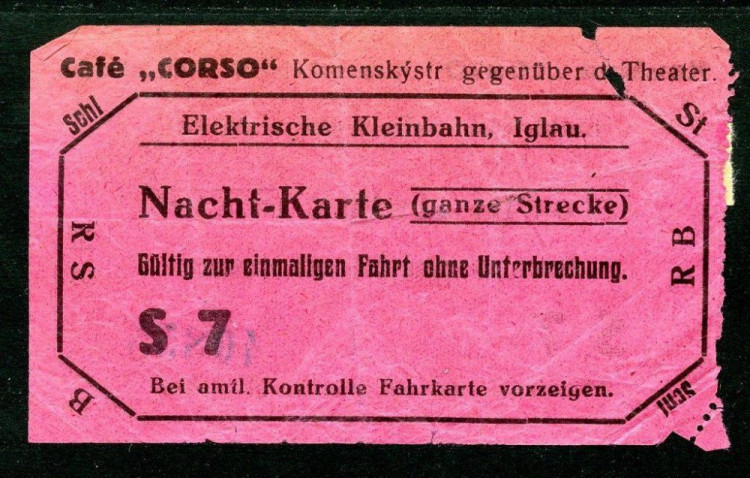 Café „CORSO“ Komenskýstr gegenüber d. Theater.
Schl
St
Elektrische Kleinbahn, Iglau.
Nacht-Karte (ganze Strecke)
R S
R B
Gültig zur einmaligen Fahrt ohne Unterbrechung.
S 7
Bei amtl. Kontrolle Fahrkarte vorzeigen.
B
Schl